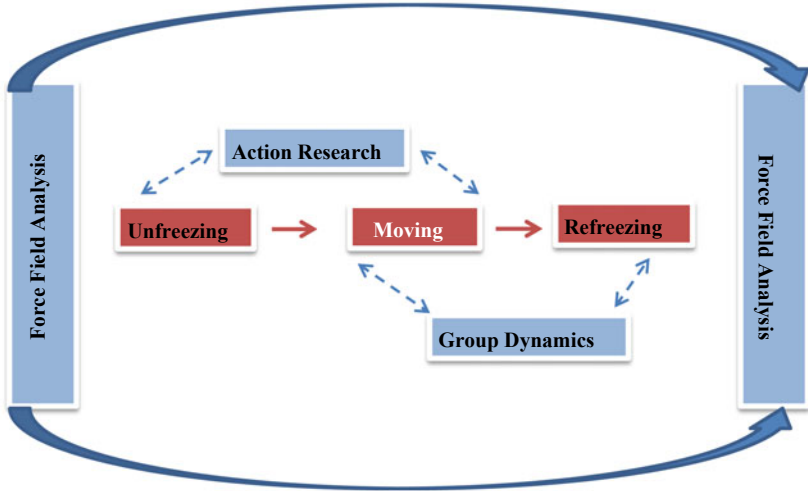 Force Field Analysis
Action Research
Unfreezing
Moving
Refreezing
Group Dynamics
Force Field Analysis